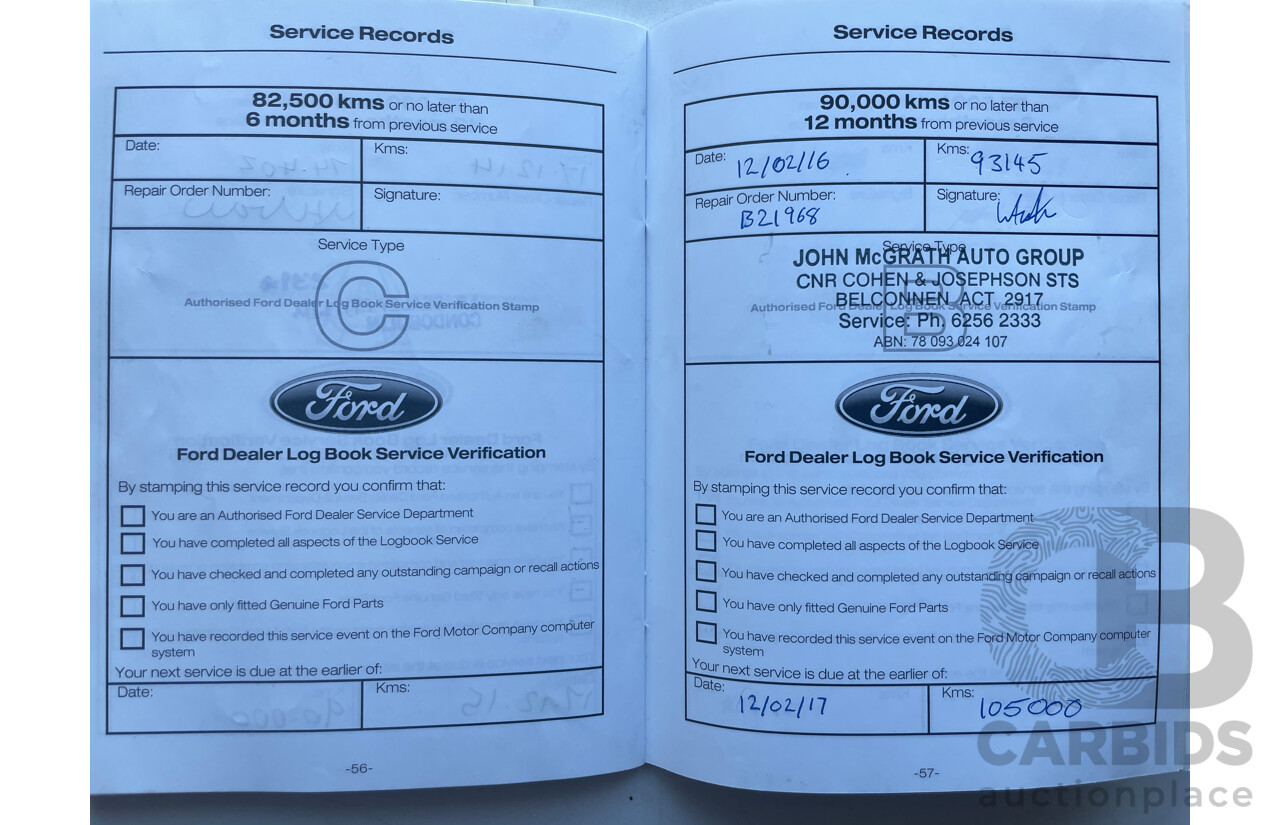 Service Records
82,500 kms or no later than
6 months from previous service
Date:
Kms:
Repair Order Number:
Signature:
Service Type
C
Authorised Ford Dealer Log Book Service Verification Stamp
Ford
Ford Dealer Log Book Service Verification
By stamping this service record you confirm that:
You are an Authorised Ford Dealer Service Department
You have completed all aspects of the Logbook Service
You have checked and completed any outstanding campaign or recall actions
You have only fitted Genuine Ford Parts
You have recorded this service event on the Ford Motor Company computer
system
Your next service is due at the earlier of:
Date:
Kms:
-56-
Service Records
90,000 kms or no later than
12 months from previous service
Date: 12/02/16
Kms: 93145
Repair Order Number:
B21968
Signature:
Service Type
JOHN McGRATH AUTO GROUP
CNR COHEN & JOSEPHSON STS
BELCONNEN ACT 2917
Authorised Ford Dealer Log Book Service Verification Stamp
B
Service: Ph. 6256 2333
ABN: 78 093 024 107
Ford
Ford Dealer Log Book Service Verification
By stamping this service record you confirm that:
You are an Authorised Ford Dealer Service Department
You have completed all aspects of the Logbook Service
You have checked and completed any outstanding campaign or recall actions
You have only fitted Genuine Ford Parts
You have recorded this service event on the Ford Motor Company computer
system
Your next service is due at the earlier of:
Date: 12/02/17
Kms: 105000
-57-
CB
CARBIDS
auctionplace